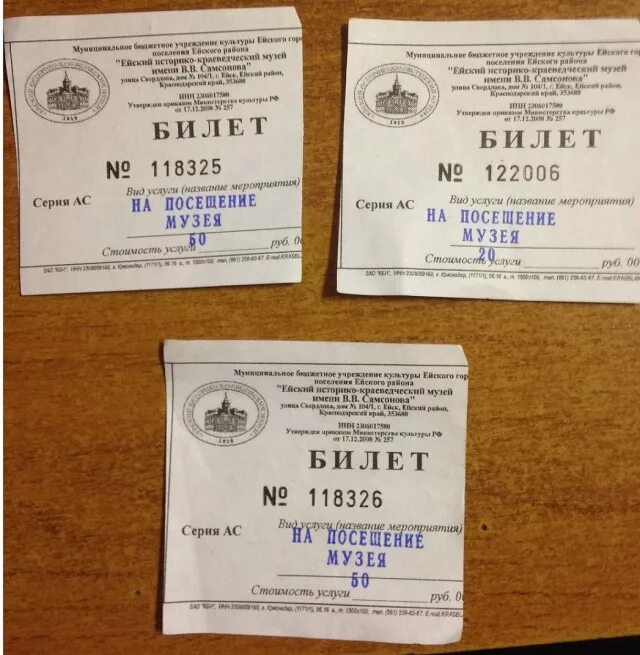 Муниципальное бюджетное учреждение культуры Ейского гор
поселения Ейского района
"Ейский историко-краеведческий музей
имени В.В. Самсонова"
улица Свердлова, дом № 104/1, г. Ейск, Ейский район,
Краснодарский край, 353680
ИНН 2306017580
Утвержден приказом Министерства культуры РФ
от 17.12.2008 № 257
БИЛЕТ
№ 118325
Серия АС
Вид услуги (название мероприятия)
НА ПОСЕЩЕНИЕ
МУЗЕЯ
50
Стоимость услуги руб. 00
Муниципальное бюджетное учреждение культуры Ейского гор
поселения Ейского района
"Ейский историко-краеведческий музей
имени В.В. Самсонова"
улица Свердлова, дом № 104/1, г. Ейск, Ейский район,
Краснодарский край, 353680
ИНН 2306017580
Утвержден приказом Министерства культуры РФ
от 17.12.2008 № 257
БИЛЕТ
№ 122006
Серия АС
Вид услуги (название мероприятия)
НА ПОСЕЩЕНИЕ
МУЗЕЯ
20
Стоимость услуги руб. 00
Муниципальное бюджетное учреждение культуры Ейского гор
поселения Ейского района
"Ейский историко-краеведческий музей
имени В.В. Самсонова"
улица Свердлова, дом № 104/1, г. Ейск, Ейский район,
Краснодарский край, 353680
ИНН 2306017580
Утвержден приказом Министерства культуры РФ
от 17.12.2008 № 257
БИЛЕТ
№ 118326
Серия АС
Вид услуги (название мероприятия)
НА ПОСЕЩЕНИЕ
МУЗЕЯ
50
Стоимость услуги руб. 0